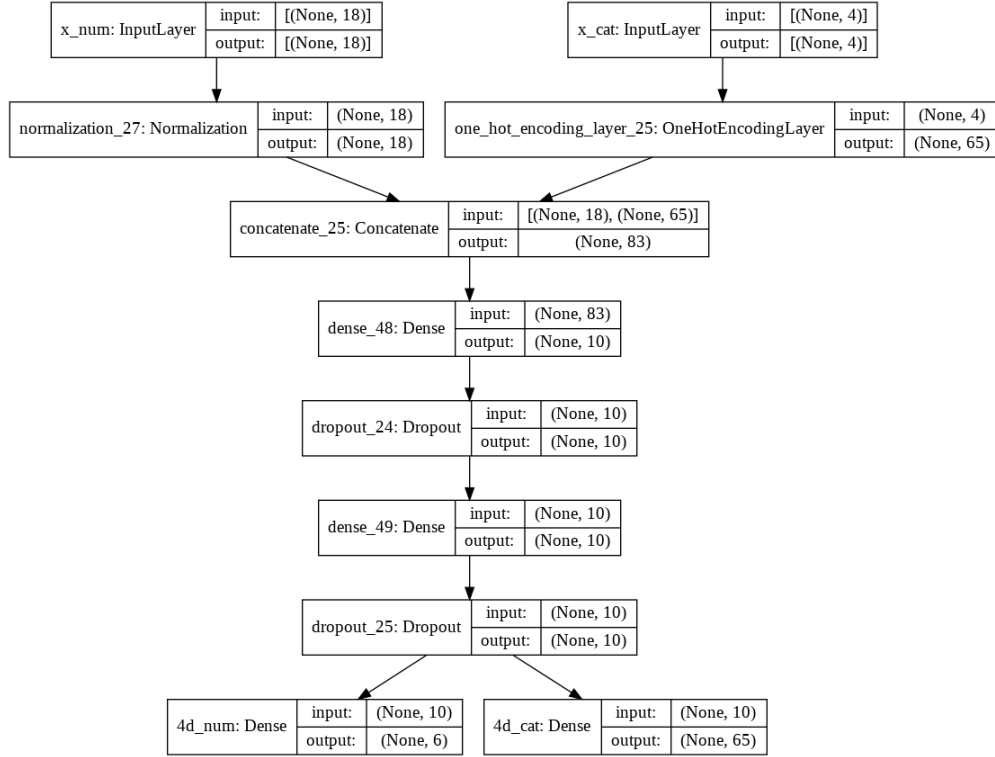 x_num: InputLayer
input: [(None, 18)]
output: [(None, 18)]
x_cat: InputLayer
input: [(None, 4)]
output: [(None, 4)]
normalization_27: Normalization
input: (None, 18)
output: (None, 18)
one_hot_encoding_layer_25: OneHotEncodingLayer
input: (None, 4)
output: (None, 65)
concatenate_25: Concatenate
input: [(None, 18), (None, 65)]
output: (None, 83)
dense_48: Dense
input: (None, 83)
output: (None, 10)
dropout_24: Dropout
input: (None, 10)
output: (None, 10)
dense_49: Dense
input: (None, 10)
output: (None, 10)
dropout_25: Dropout
input: (None, 10)
output: (None, 10)
4d_num: Dense
input: (None, 10)
output: (None, 6)
4d_cat: Dense
input: (None, 10)
output: (None, 65)